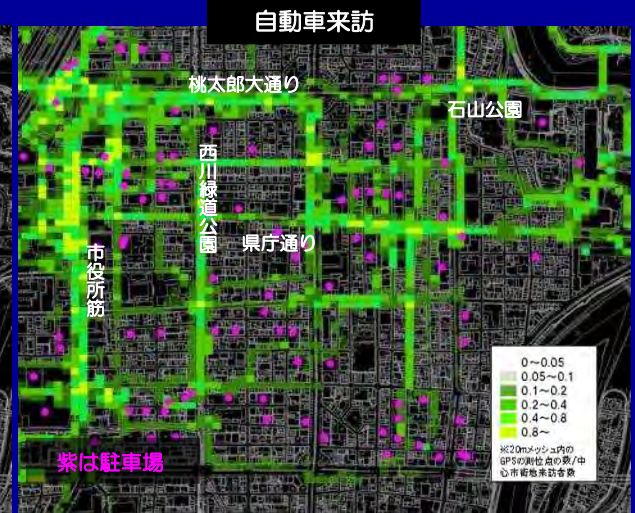 自動車来訪
桃太郎大通り
石山公園
西川緑道公園
県庁通り
市役所筋
0～0.05
0.05～0.1
0.1～0.2
0.2～0.4
0.4～0.8
0.8～
※20mメッシュ内の
GPSの測位点の数/中
心市街地来訪者数
紫は駐車場